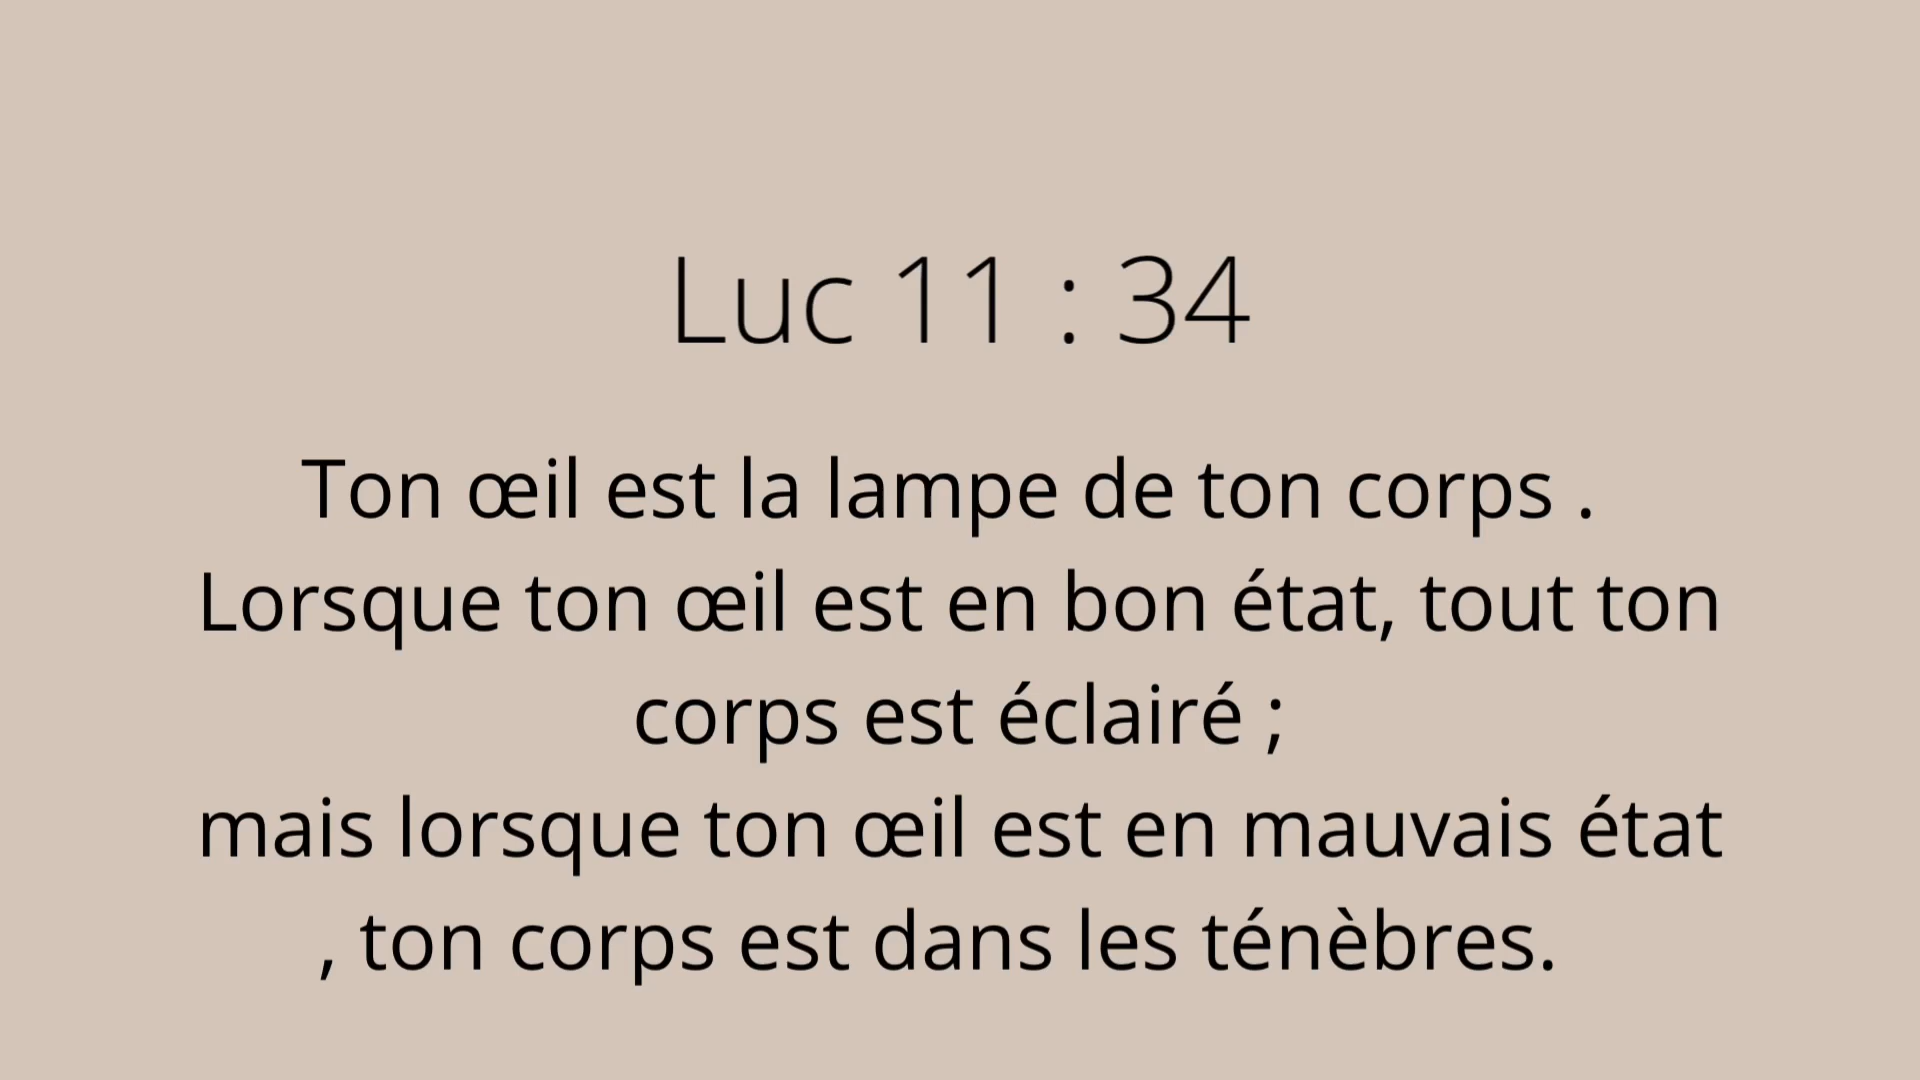 Luc 11 : 34
Ton œil est la lampe de ton corps .
Lorsque ton œil est en bon état, tout ton
corps est éclairé ;
mais lorsque ton œil est en mauvais état
, ton corps est dans les ténèbres.